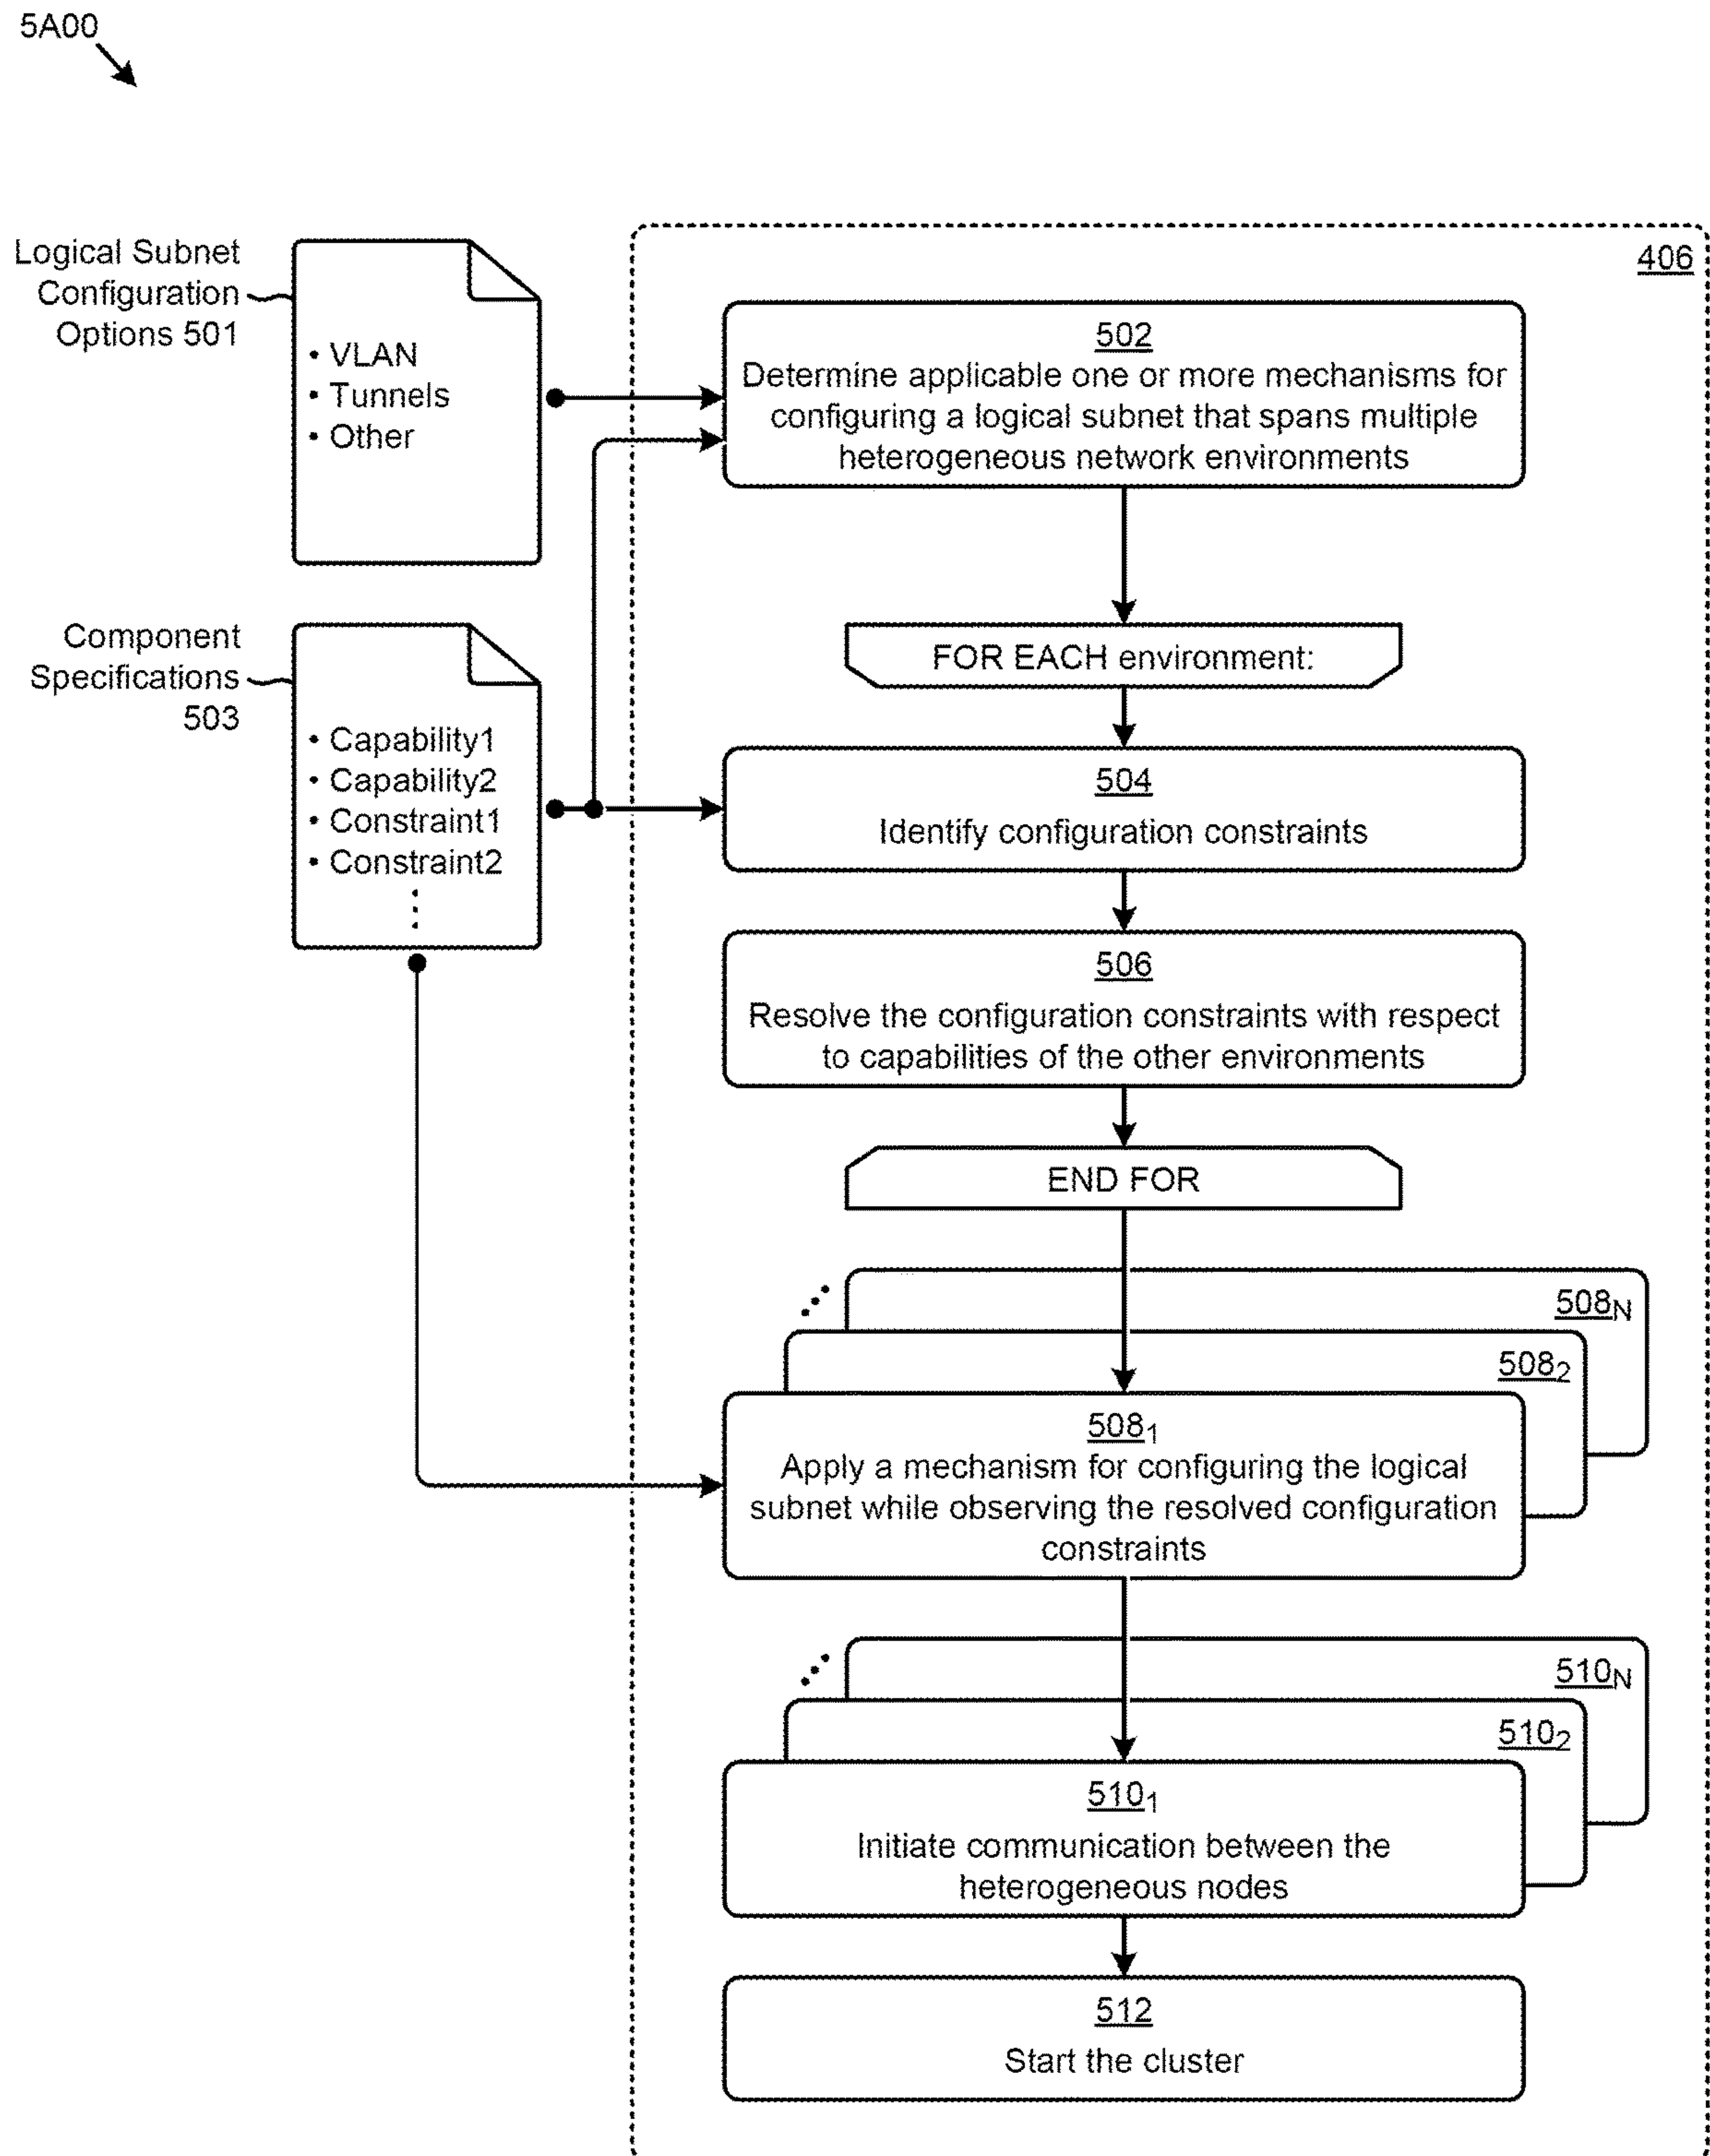 5A00
Logical Subnet
Configuration
Options 501
• VLAN
• Tunnels
• Other
Component
Specifications
503
• Capability1
• Capability2
• Constraint1
• Constraint2
406
502
Determine applicable one or more mechanisms for
configuring a logical subnet that spans multiple
heterogeneous network environments
FOR EACH environment:
504
Identify configuration constraints
506
Resolve the configuration constraints with respect
to capabilities of the other environments
END FOR
508N
5082
5081
Apply a mechanism for configuring the logical
subnet while observing the resolved configuration
constraints
510N
5102
5101
Initiate communication between the
heterogeneous nodes
512
Start the cluster